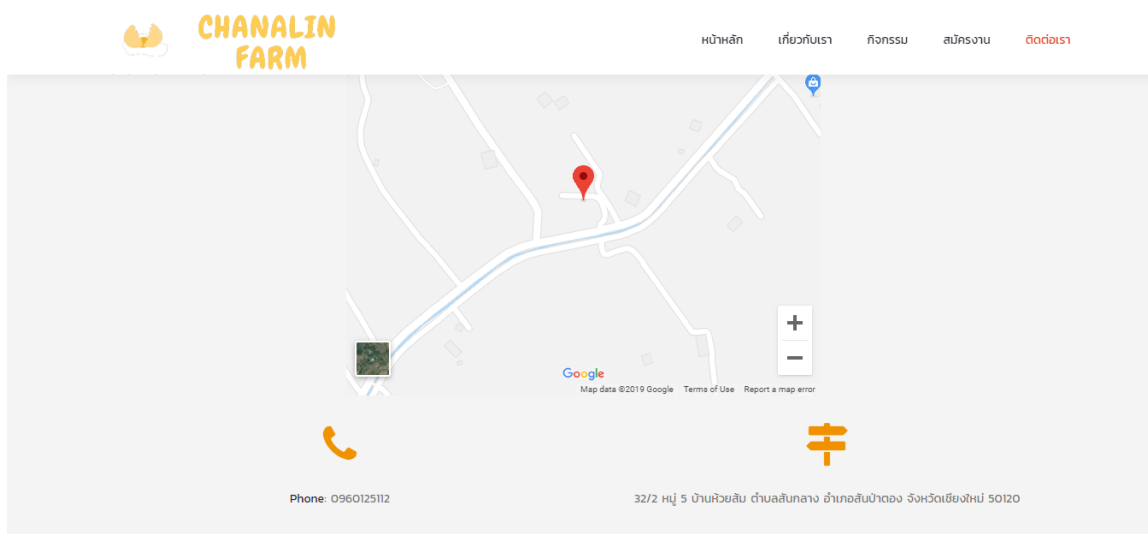 CHANALIN
FARM
หน้าหลัก เกี่ยวกับเรา กิจกรรม สมัครงาน ติดต่อเรา
Google
Map data ©2019 Google Terms of Use Report a map error
Phone: 0960125112
32/2 หมู่ 5 บ้านห้วยส้ม ตำบลสันกลาง อำเภอสันป่าตอง จังหวัดเชียงใหม่ 50120